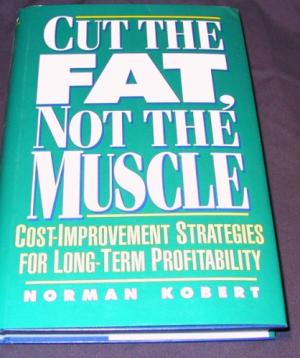 CUT THE
FAT,
NOT THE
MUSCLE
COST-IMPROVEMENT STRATEGIES
FOR LONG-TERM PROFITABILITY
NORMAN KOBERT